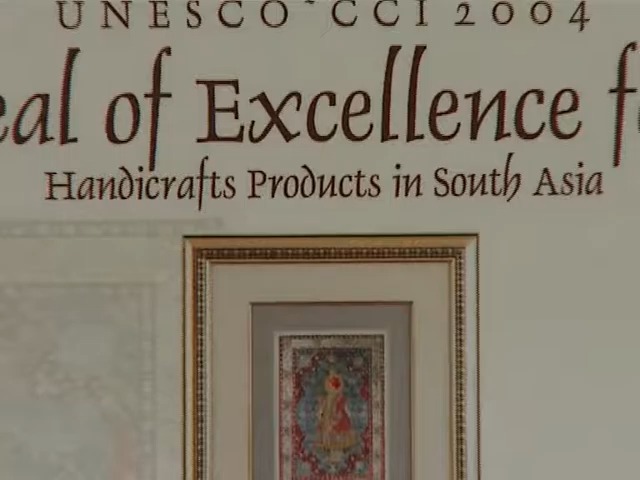 UNESCO-CCI 2004
eal of Excellence f
Handicrafts Products in South Asia